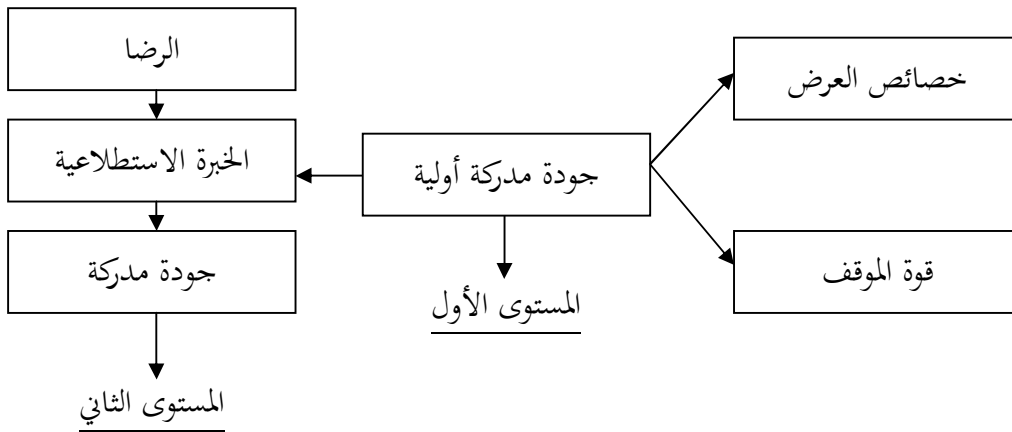 الرضا
خصائص العرض
الخبرة الاستطلاعية
جودة مدركة أولية
جودة مدركة
قوة الموقف
المستوى الأول
المستوى الثاني